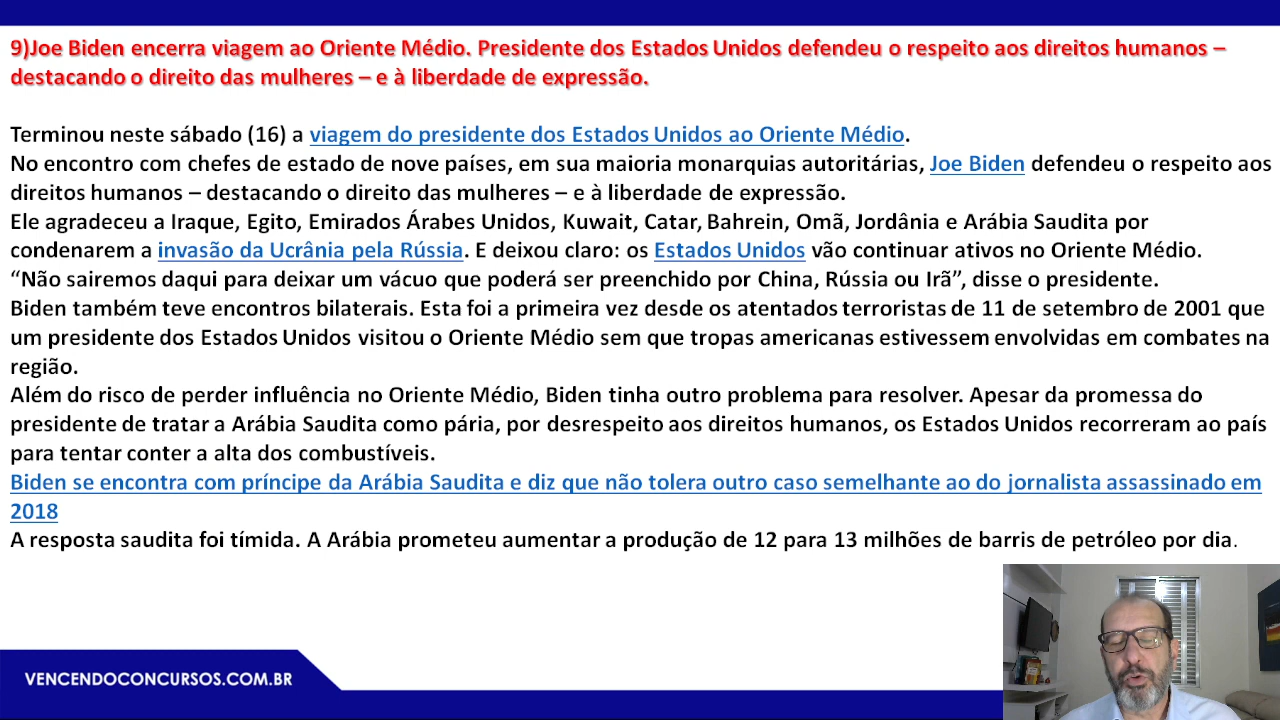 9)Joe Biden encerra viagem ao Oriente Médio. Presidente dos Estados Unidos defendeu o respeito aos direitos humanos –
destacando o direito das mulheres – e à liberdade de expressão.
Terminou neste sábado (16) a viagem do presidente dos Estados Unidos ao Oriente Médio.
No encontro com chefes de estado de nove países, em sua maioria monarquias autoritárias, Joe Biden defendeu o respeito aos
direitos humanos – destacando o direito das mulheres – e à liberdade de expressão.
Ele agradeceu a Iraque, Egito, Emirados Árabes Unidos, Kuwait, Catar, Bahrein, Omã, Jordânia e Arábia Saudita por
condenarem a invasão da Ucrânia pela Rússia. E deixou claro: os Estados Unidos vão continuar ativos no Oriente Médio.
“Não sairemos daqui para deixar um vácuo que poderá ser preenchido por China, Rússia ou Irã”, disse o presidente.
Biden também teve encontros bilaterais. Esta foi a primeira vez desde os atentados terroristas de 11 de setembro de 2001 que
um presidente dos Estados Unidos visitou o Oriente Médio sem que tropas americanas estivessem envolvidas em combates na
região.
Além do risco de perder influência no Oriente Médio, Biden tinha outro problema para resolver. Apesar da promessa do
presidente de tratar a Arábia Saudita como pária, por desrespeito aos direitos humanos, os Estados Unidos recorreram ao país
para tentar conter a alta dos combustíveis.
Biden se encontra com príncipe da Arábia Saudita e diz que não tolera outro caso semelhante ao do jornalista assassinado em
2018
A resposta saudita foi tímida. A Arábia prometeu aumentar a produção de 12 para 13 milhões de barris de petróleo por dia.
VENCENDOCONCURSOS.COM.BR